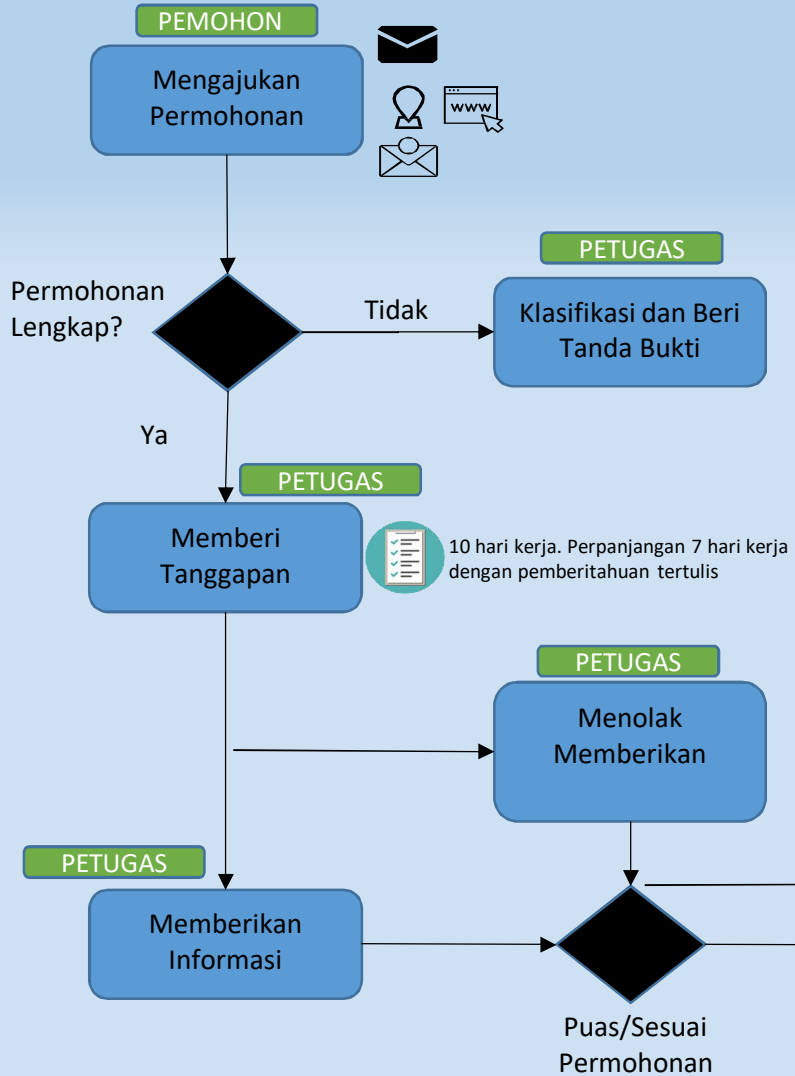 PEMOHON
Mengajukan
Permohonan
www
PETUGAS
Permohonan
Lengkap?
Tidak
Klasifikasi dan Beri
Tanda Bukti
Ya
PETUGAS
Memberi
Tanggapan
10 hari kerja. Perpanjangan 7 hari kerja
dengan pemberitahuan tertulis
PETUGAS
Menolak
Memberikan
PETUGAS
Memberikan
Informasi
Puas/Sesuai
Permohonan